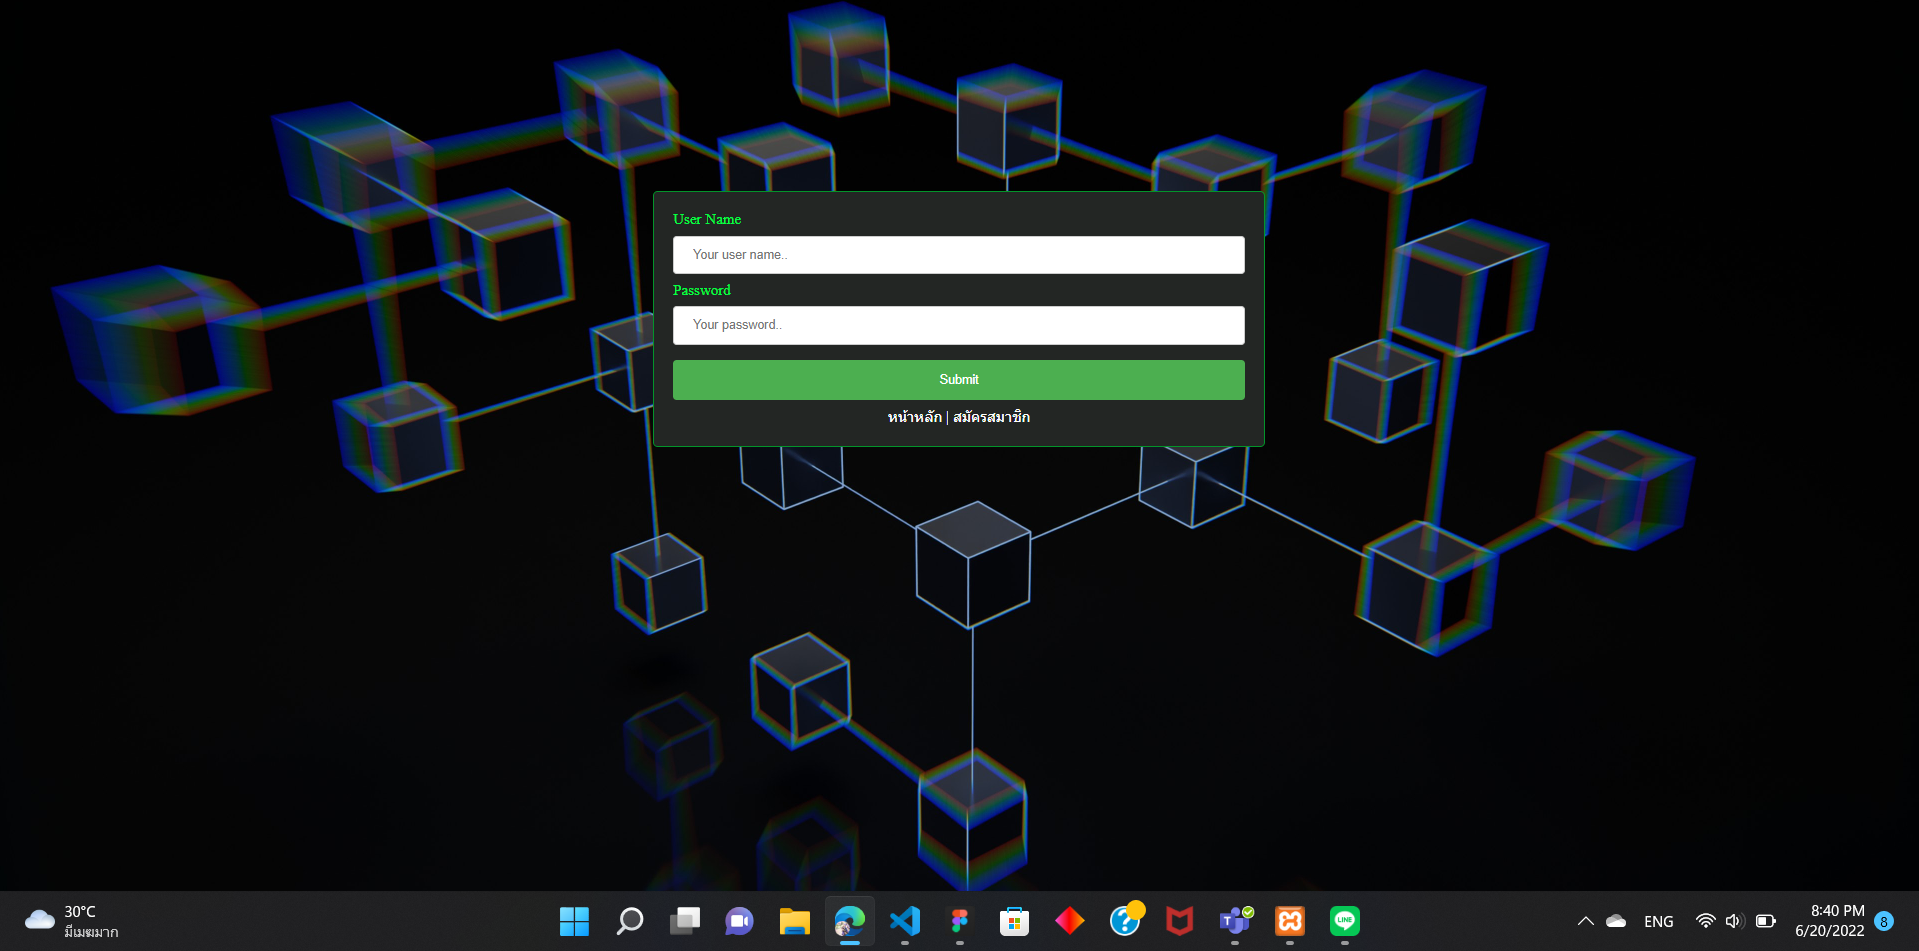 User Name
Your user name..
Password
Your password..
Submit
หน้าหลัก | สมัครสมาชิก
30°C
มีเมฆมาก
LINE
ENG
8:40 PM
6/20/2022
8